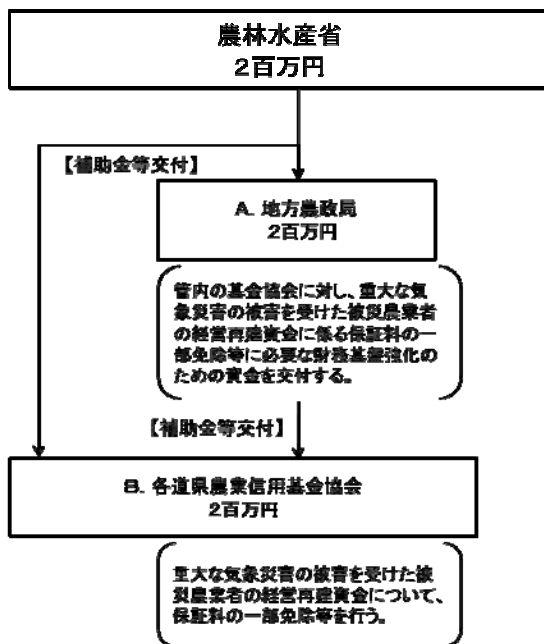 農林水産省
2百万円
【補助金等交付】
A. 地方農政局
2百万円
管内の基金協会に対し、重大な気
象災害の被害を受けた被災農業者
の経営再建資金に係る保証料の一
部免除等に必要な財務基盤強化の
ための資金を交付する。
【補助金等交付】
B. 各道県農業信用基金協会
2百万円
重大な気象災害の被害を受けた被
災農業者の経営再建資金について、
保証料の一部免除等を行う。